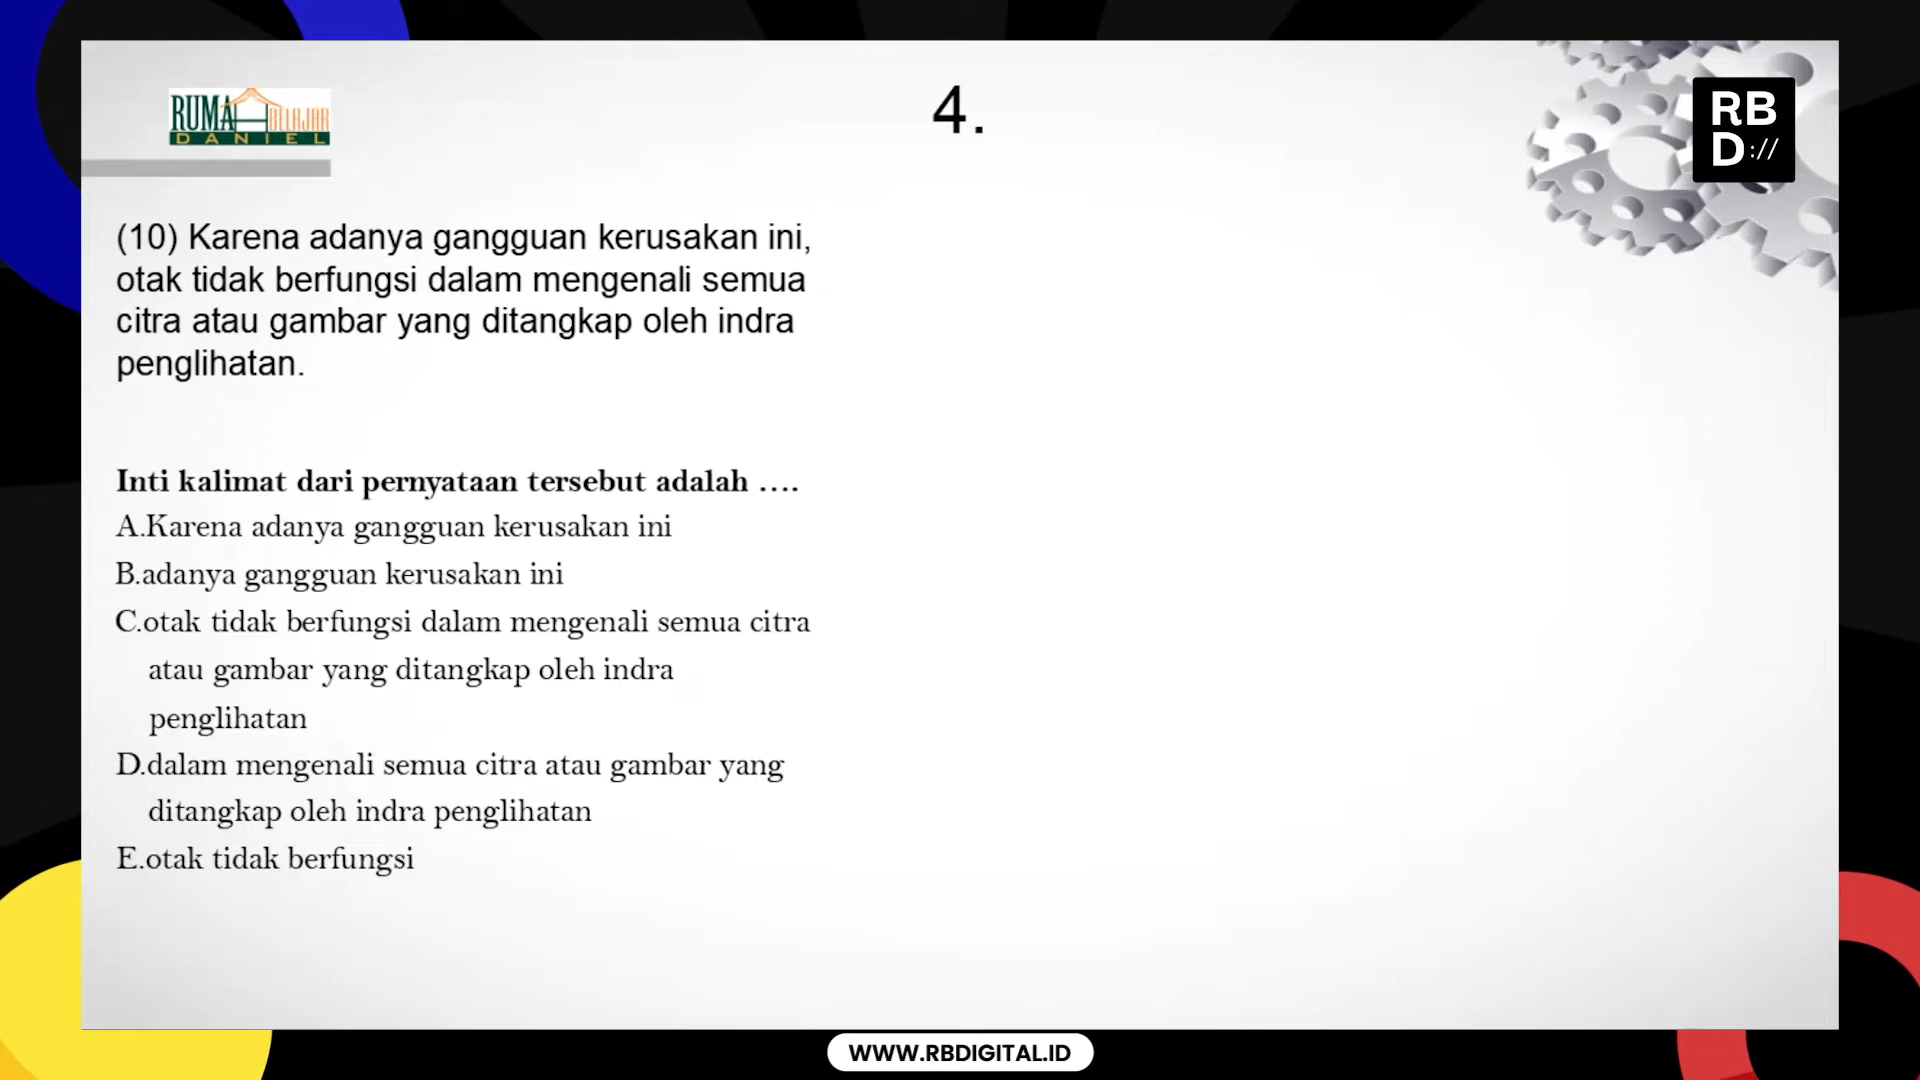 RUMA BELAJAR
DANIEL
4.
RB
D://
(10) Karena adanya gangguan kerusakan ini,
otak tidak berfungsi dalam mengenali semua
citra atau gambar yang ditangkap oleh indra
penglihatan.
Inti kalimat dari pernyataan tersebut adalah ....
A.Karena adanya gangguan kerusakan ini
B.adanya gangguan kerusakan ini
C.otak tidak berfungsi dalam mengenali semua citra
atau gambar yang ditangkap oleh indra
penglihatan
D.dalam mengenali semua citra atau gambar yang
ditangkap oleh indra penglihatan
E.otak tidak berfungsi
WWW.RBDIGITAL.ID